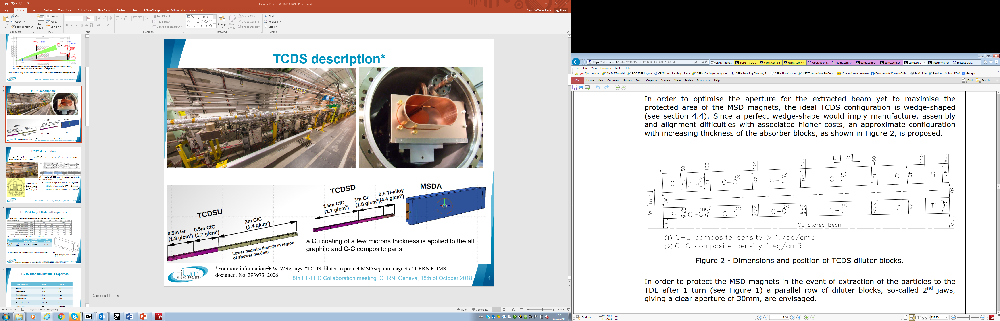 HiLumi-Pres-TCDS-TCDQ-FXN - PowerPoint
Francois-Xavier Nuiry
Share
File
Home
Insert
Design
Transitions
Animations
Slide Show
Review
View
PDF-XChange
Tell me what you want to do...
Paste
Cut
Copy
Format Painter
Clipboard
New
Slide
Layout
Reset
Section
Slides
16
Font
Text Direction
Align Text
Convert to SmartArt
Paragraph
Arrange
Quick
Styles
Shape Fill
Shape Outline
Shape Effects
Drawing
Find
Replace
Select
Editing
4
TCDS description*
5
TCDQ description
6
TCDS/Q Target Material Properties
7
TCDS Titanium Material Properties
TCDS description*
TCDSU
0.5m Gr
(1.8 g/cm³)
0.5m CfC
(1.7 g/cm³)
2m CfC
(1.4 g/cm³)
Lower material density in region
of shower maximu
TCDSD
1.5m CfC
(1.7 g/cm³)
1m Gr
(1.8 g/cm³)
0.5 Ti-alloy
(4.4 g/cm³)
MSDA
a Cu coating of a few microns thickness is applied to the all
graphite and C-C composite parts
HiLumi
HL-LHC PROJECT
*For more information→ W. Weterings, "TCDS diluter to protect MSD septum magnets," CERN EDMS
document No. 393973, 2006.
8th HL-LHC Collaboration meeting, CERN, Geneva, 18th of October 2018
4
Click to add notes
Slide 4 of 20
English (United Kingdom)
Notes
Comments
155%
12:23
17/10/2018
https://edms.cern.ch/ui/file/393973/2.0/LHC-TCDS-ES-0001-20-00.pdf
CERN Phone...
TCDS-TCDQ ...
edms.cern.ch
edms.cern.ch
Upgrade of t...
edms.cern.ch
edms.cern.ch
edms.cern.ch
edms.cer...
Integrity Error
Execute Dra...
File Edit View Favorites Tools Help
Ajustements-
ANSYS Tutorials
BOOSTER Layout
CERN Accelerating science
CERN Catalogue Magasin...
CERN Drawing Directory S...
CERN Users' pages
CET Transactions By Cost ...
Convertisseur universel
Demande de Voyage Offic...
EAM Light
Freelem - Guide - RDM
Google
File Home View Comment Protect Form Organize Convert Share Review Bookmarks Help
Find...
Search...
In order to optimise the aperture for the extracted beam yet to maximise the
protected area of the MSD magnets, the ideal TCDS configuration is wedge-shaped
(see section 4.4). Since a perfect wedge-shape would imply manufacture, assembly
and alignment difficulties with associated higher costs, an approximate configuration
with increasing thickness of the absorber blocks, as shown in Figure 2, is proposed.
L [cm]
0 50 100 200 300 450 550 600
C 40 C-C (1) 40 C-C (2) 40 C-C (2) 40 C-C (1) 40 C 40 Ti 40
W [mm]
30 30
C 23.6 C-C (1) 23.6 C-C (2) 23.7 C-C (2) 23.8 C-C (1) 23.9 C 24 Ti 24.1
16.3 17.3
CL Stored Beam
(1) C-C composite density > 1.75g/cm3
(2) C-C composite density 1.4g/cm3
Figure 2 - Dimensions and position of TCDS diluter blocks.
In order to protect the MSD magnets in the event of extraction of the particles to the
TDE after 1 turn (see Figure 1) a parallel row of diluter blocks, so-called 2nd jaws,
giving a clear aperture of 30mm, are envisaged.
Options...
W: 210.0mm
H: 297.0mm
7/15
237.9%